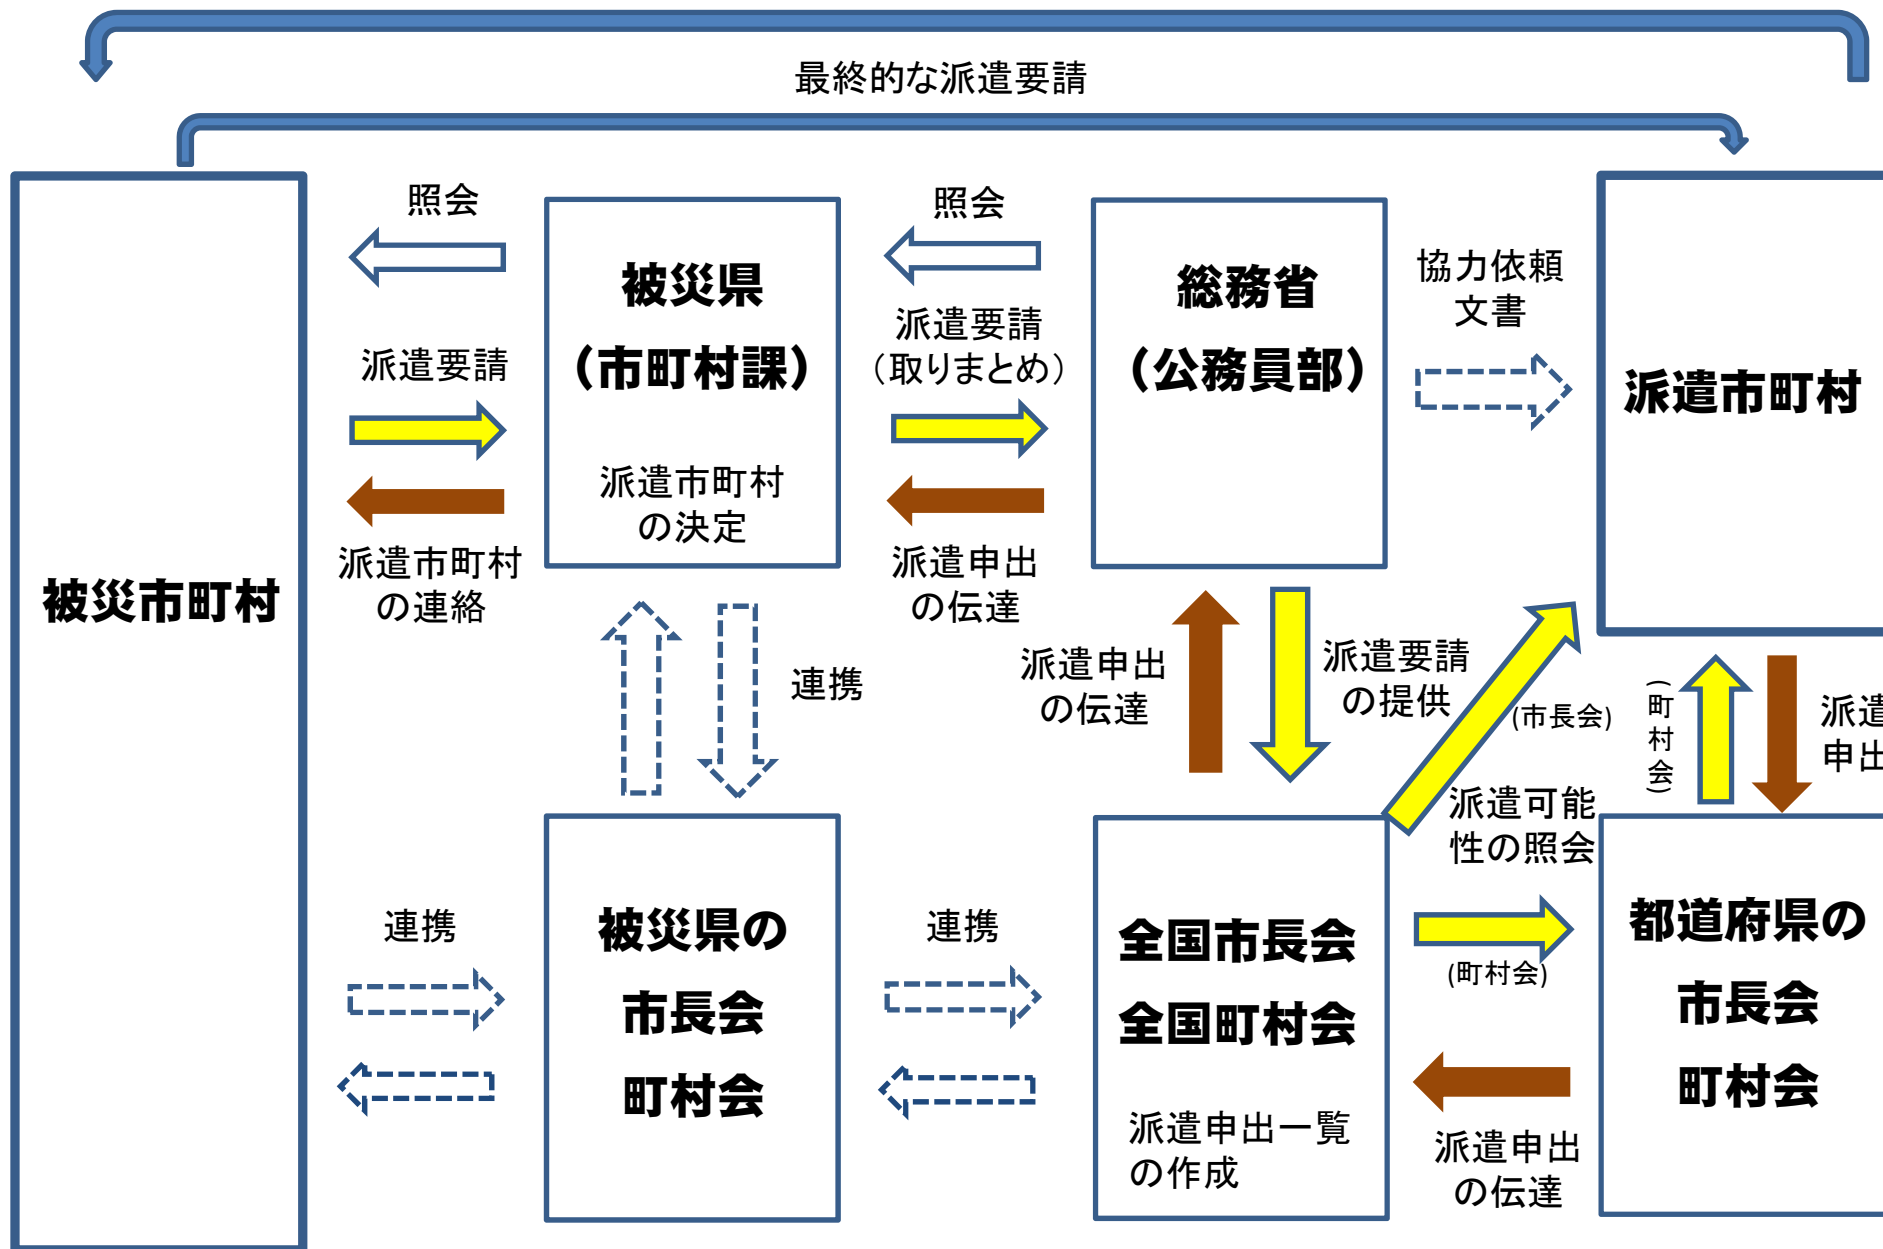 最終的な派遣要請
照会
照会
被災県
(市町村課)
総務省
(公務員部)
協力依頼
文書
派遣要請
派遣要請
(取りまとめ)
派遣市町村
派遣市町村
の決定
派遣市町村
の連絡
派遣申出
の伝達
被災市町村
連携
派遣申出
の伝達
派遣要請
の提供
(市長会)
(町村会)
派遣
申出
派遣可能
性の照会
連携
被災県の
市長会
町村会
連携
全国市長会
全国町村会
派遣申出一覧
の作成
(町村会)
都道府県の
市長会
町村会
派遣申出
の伝達